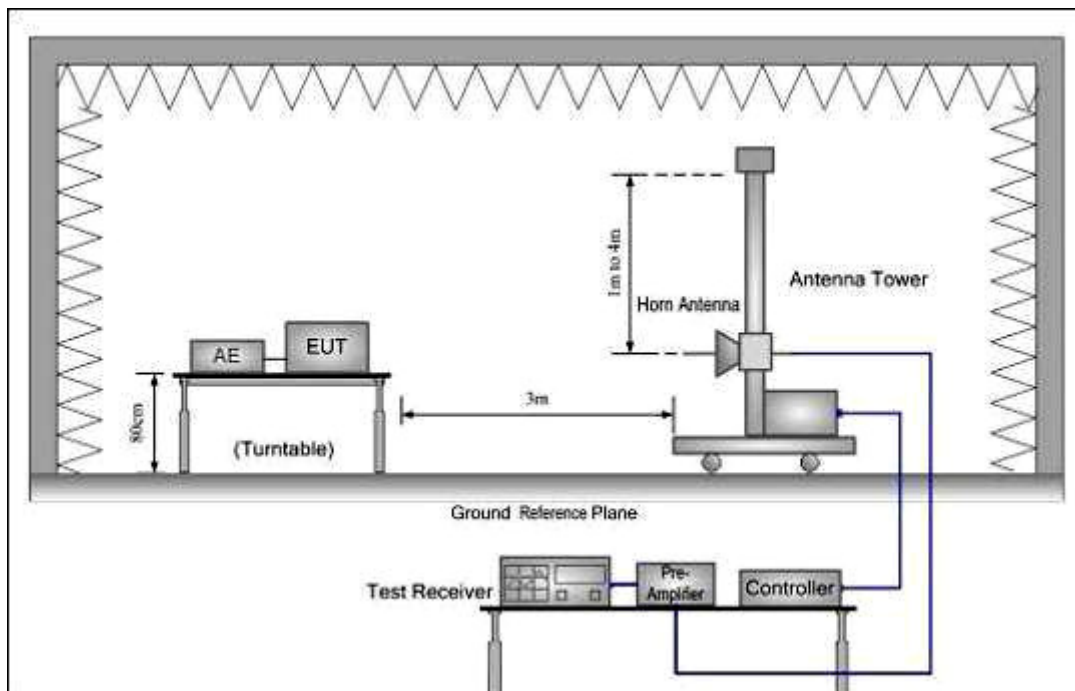 1m to 4m
Antenna Tower
Horn Antenna
AE
EUT
3m
80cm
(Turntable)
Ground Reference Plane
Test Receiver
Pre-
Amplifier
Controller